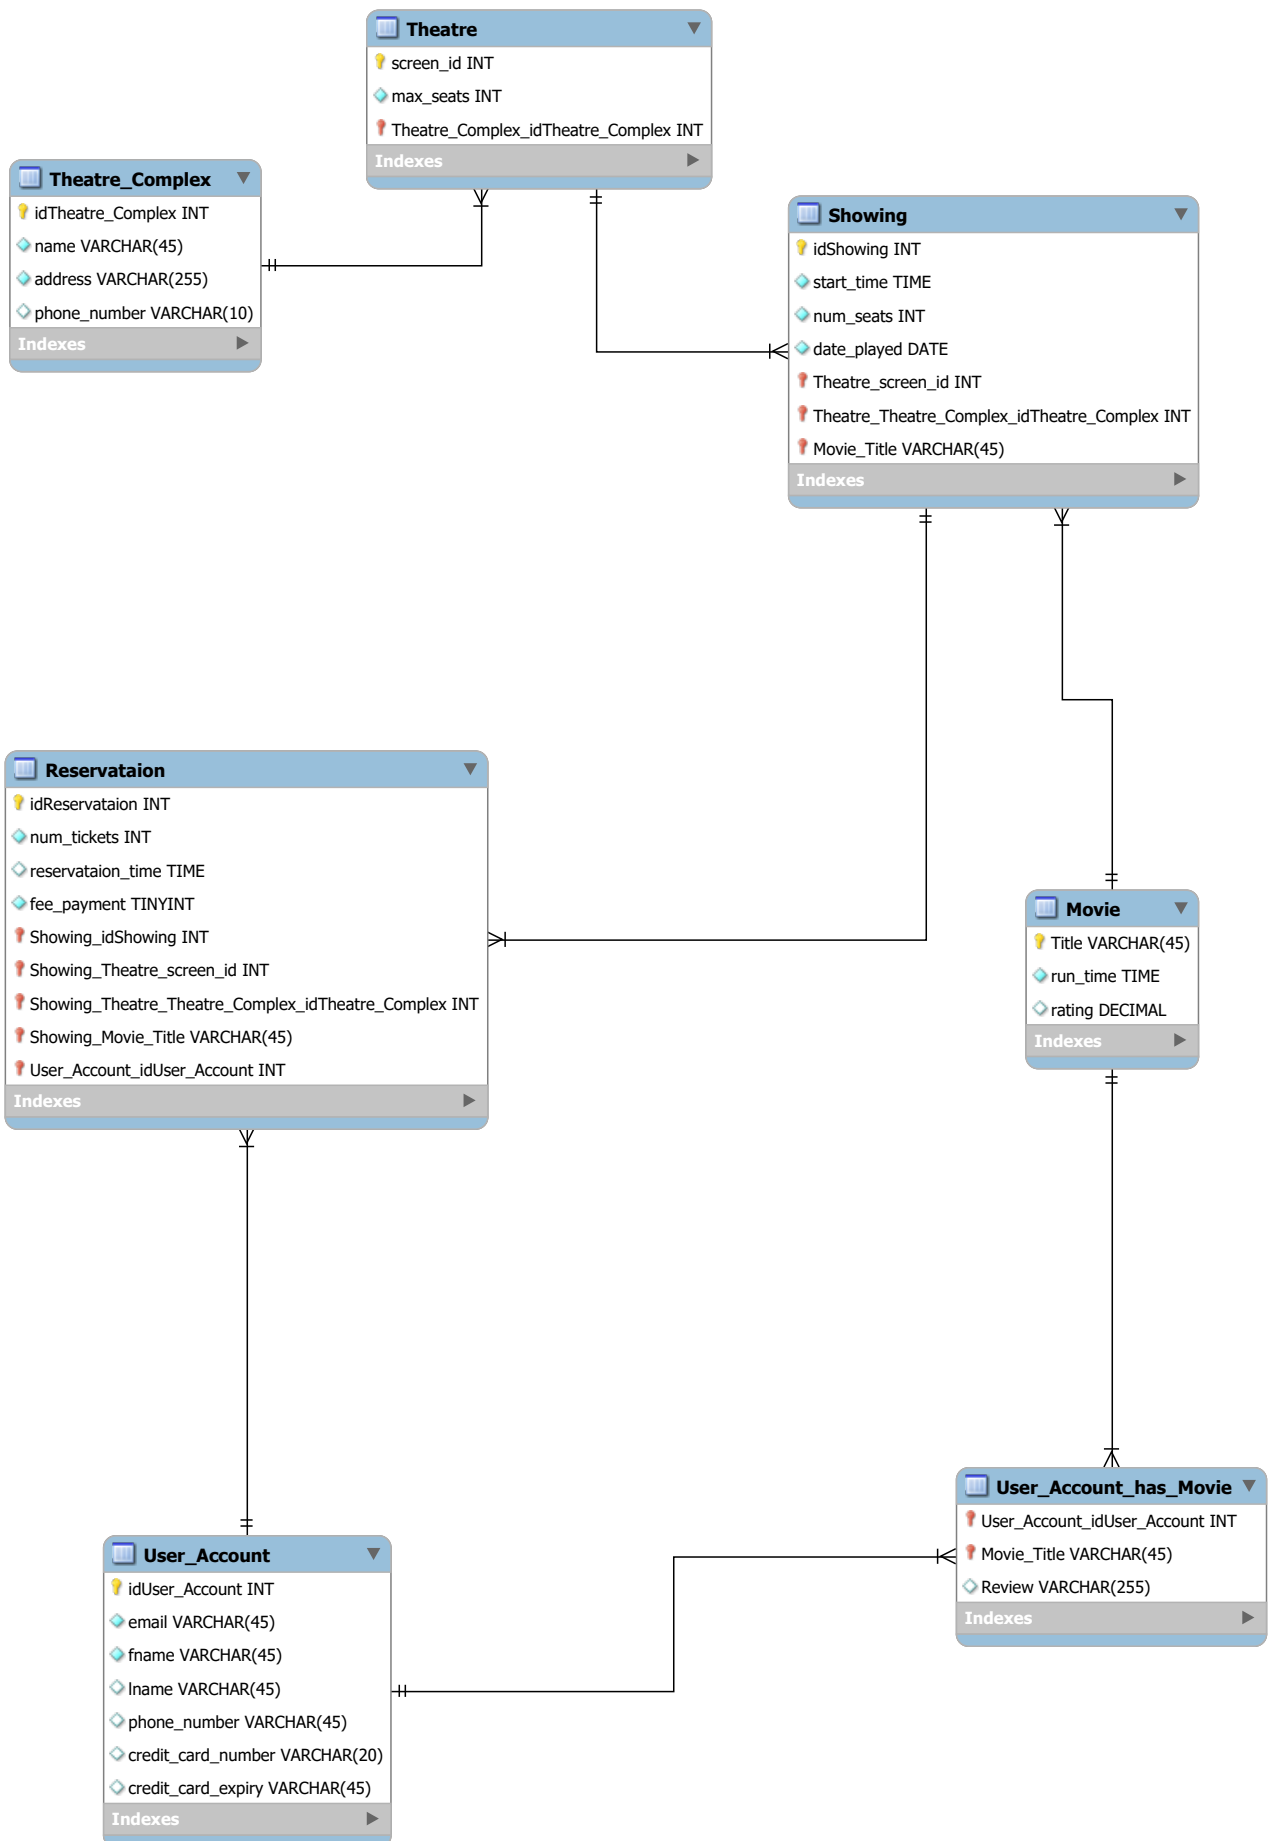 Theatre
screen_id INT
max_seats INT
Theatre_Complex_idTheatre_Complex INT
Indexes
Theatre_Complex
idTheatre_Complex INT
name VARCHAR(45)
address VARCHAR(255)
phone_number VARCHAR(10)
Indexes
Showing
idShowing INT
start_time TIME
num_seats INT
date_played DATE
Theatre_screen_id INT
Theatre_Theatre_Complex_idTheatre_Complex INT
Movie_Title VARCHAR(45)
Indexes
Reservataion
idReservataion INT
num_tickets INT
reservataion_time TIME
fee_payment TINYINT
Showing_idShowing INT
Showing_Theatre_screen_id INT
Showing_Theatre_Theatre_Complex_idTheatre_Complex INT
Showing_Movie_Title VARCHAR(45)
User_Account_idUser_Account INT
Indexes
Movie
Title VARCHAR(45)
run_time TIME
rating DECIMAL
Indexes
User_Account_has_Movie
User_Account_idUser_Account INT
Movie_Title VARCHAR(45)
Review VARCHAR(255)
Indexes
User_Account
idUser_Account INT
email VARCHAR(45)
fname VARCHAR(45)
lname VARCHAR(45)
phone_number VARCHAR(45)
credit_card_number VARCHAR(20)
credit_card_expiry VARCHAR(45)
Indexes